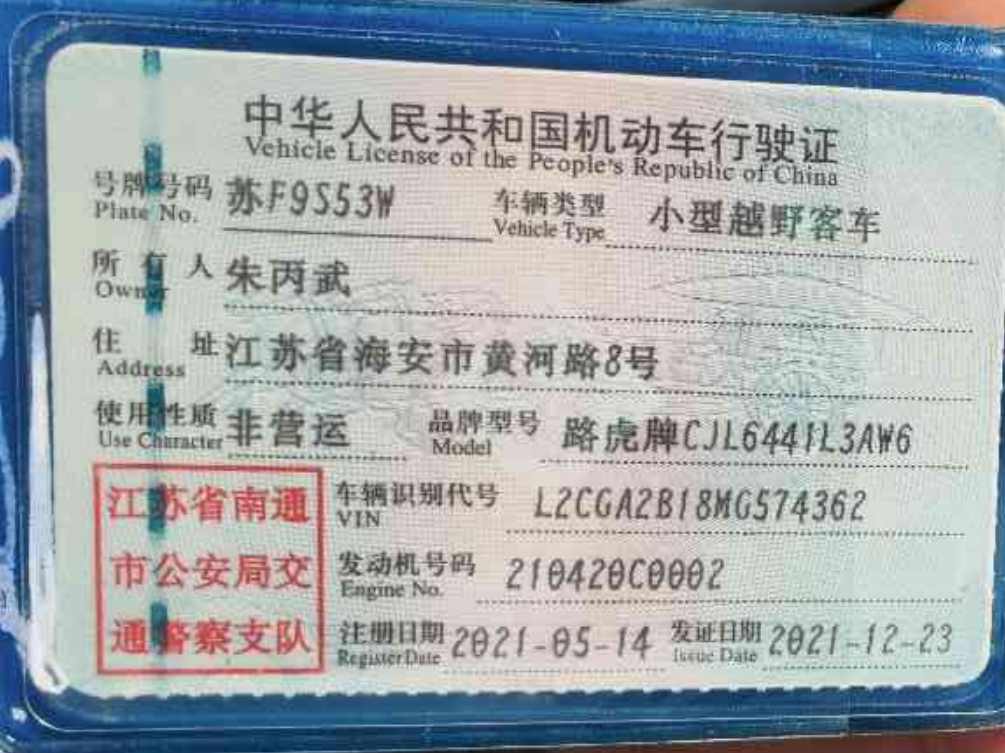 中华人民共和国机动车行驶证
Vehicle License of the People's Republic of China
号牌号码 苏F9S53W 车辆类型 小型越野客车
Plate No. Vehicle Type
所有人 朱丙武
Owner
住址 江苏省海安市黄河路8号
Address
使用性质 非营运 品牌型号 路虎牌CJL6441L3AW6
Use Character Model
江苏省南通
市公安局交
通警察支队
车辆识别代号 L2CGA2B18MG574362
VIN
发动机号码 210420C0002
Engine No.
注册日期 2021-05-14 发证日期 2021-12-23
Register Date Issue Date